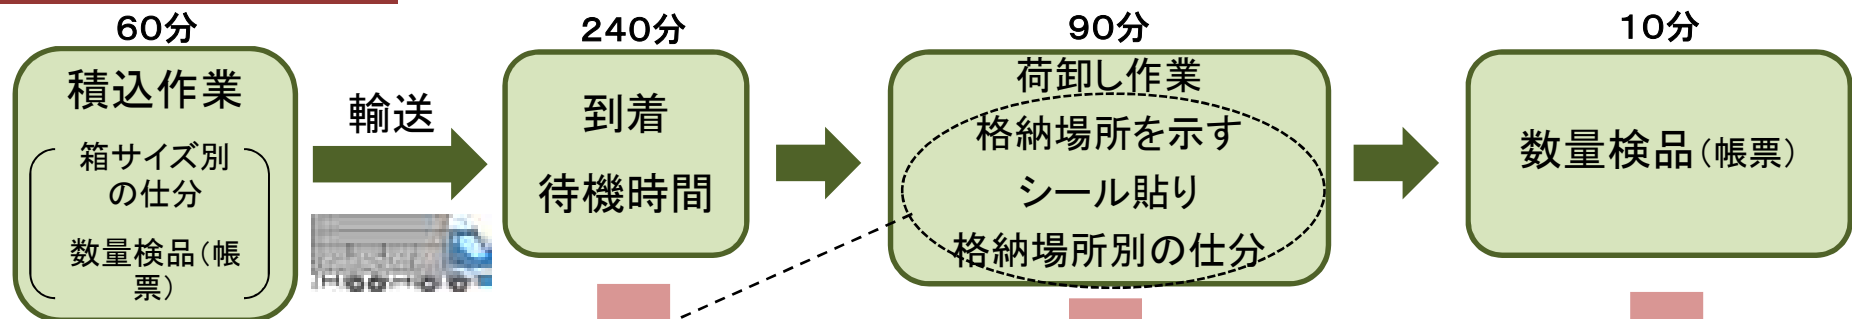 60分
積込作業
箱サイズ別
の仕分
数量検品(帳
票)
輸送
240分
到着
待機時間
90分
荷卸し作業
格納場所を示す
シール貼り
格納場所別の仕分
10分
数量検品(帳票)